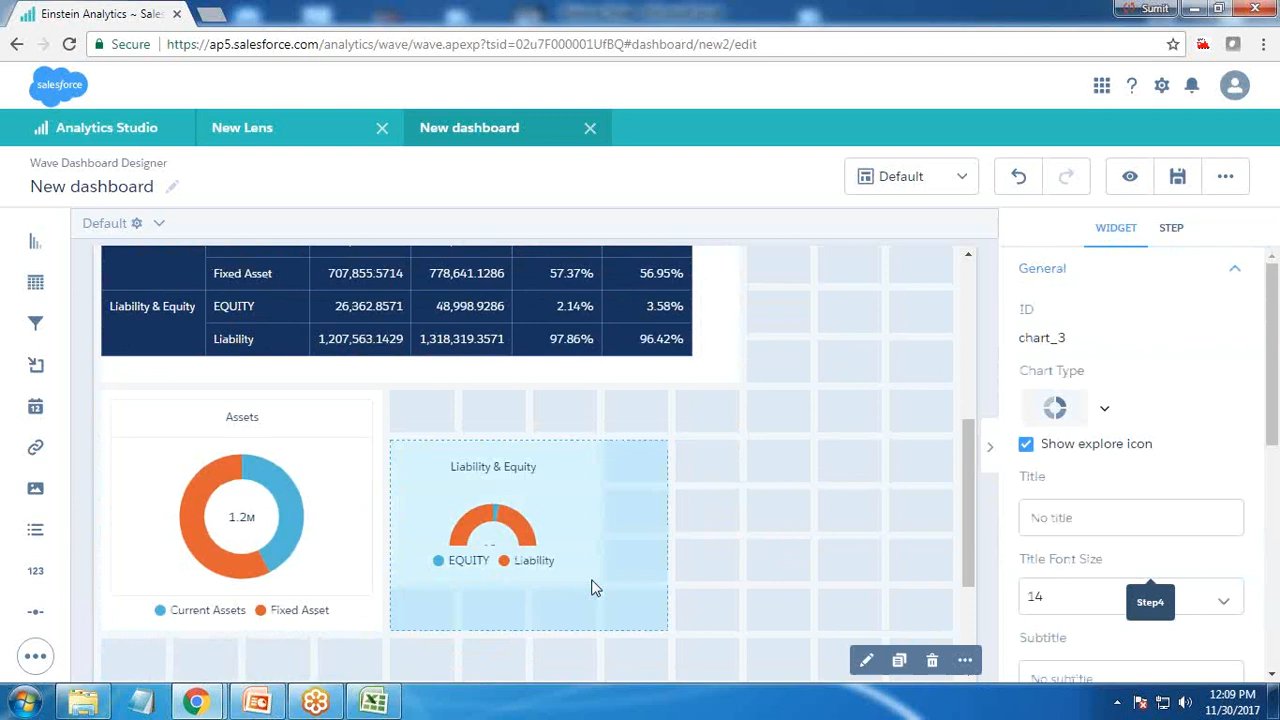 Einstein Analytics ~ Sales
Sumit
Secure
https://ap5.salesforce.com/analytics/wave/wave.apexp?tid=02u7F000001UfBQ#dashboard/new2/edit
salesforce
Analytics Studio
New Lens
New dashboard
Wave Dashboard Designer
New dashboard
Default
Default
WIDGET
STEP
General
ID
chart_3
Chart Type
Show explore icon
Title
No title
Title Font Size
14
Step4
Subtitle
No subtitle
Fixed Asset 707,855.5714 778,641.1286 57.37% 56.95%
Liability & Equity EQUITY 26,362.8571 48,998.9286 2.14% 3.58%
Liability 1,207,563.1429 1,318,319.3571 97.86% 96.42%
Assets
1.2M
Current Assets Fixed Asset
Liability & Equity
EQUITY Liability
12
123
12:09 PM
11/30/2017